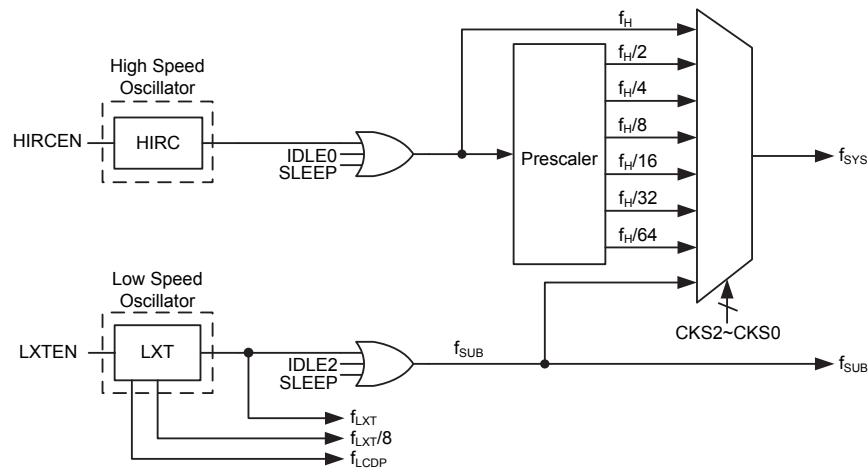 f_H
f_H/2
High Speed
Oscillator
f_H/4
f_H/8
HIRCEN
HIRC
IDLE0
SLEEP
Prescaler
f_SYS
f_H/16
f_H/32
f_H/64
Low Speed
Oscillator
CKS2~CKS0
LXTEN
LXT
IDLE2
SLEEP
f_SUB
f_SUB
f_LXT
f_LXT/8
f_LCDP